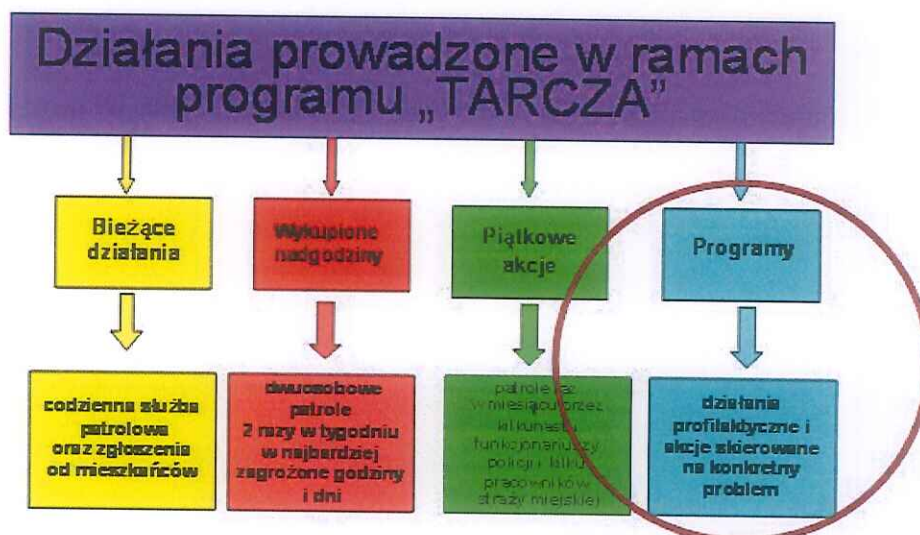 Działania prowadzone w ramach
programu „TARCZA”
Bieżące
działania
Wykupione
nadgodziny
Piątkowe
akcje
Programy
codzienna służba
patrolowa
oraz zgłoszenia
od mieszkańców
dwuosobowe
patrole
2 razy w tygodniu
w najbardziej
zagrożone godziny
i dni
patrole raz
w miesiącu przez
kilkunastu
funkcjonariuszy
policji i kilku
pracowników
straży miejskiej
działania
profilaktyczne i
akcje skierowane
na konkretny
problem